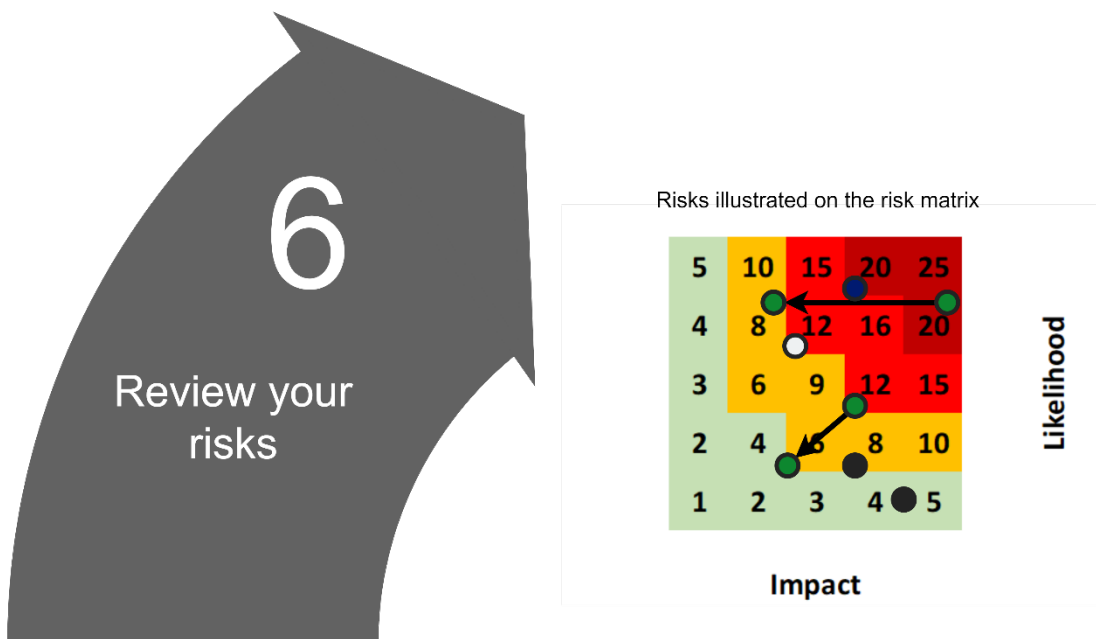 6
Review your
risks
Risks illustrated on the risk matrix
5 10 15 20 25
4 8 12 16 20
3 6 9 12 15
2 4 6 8 10
1 2 3 4 5
Likelihood
Impact